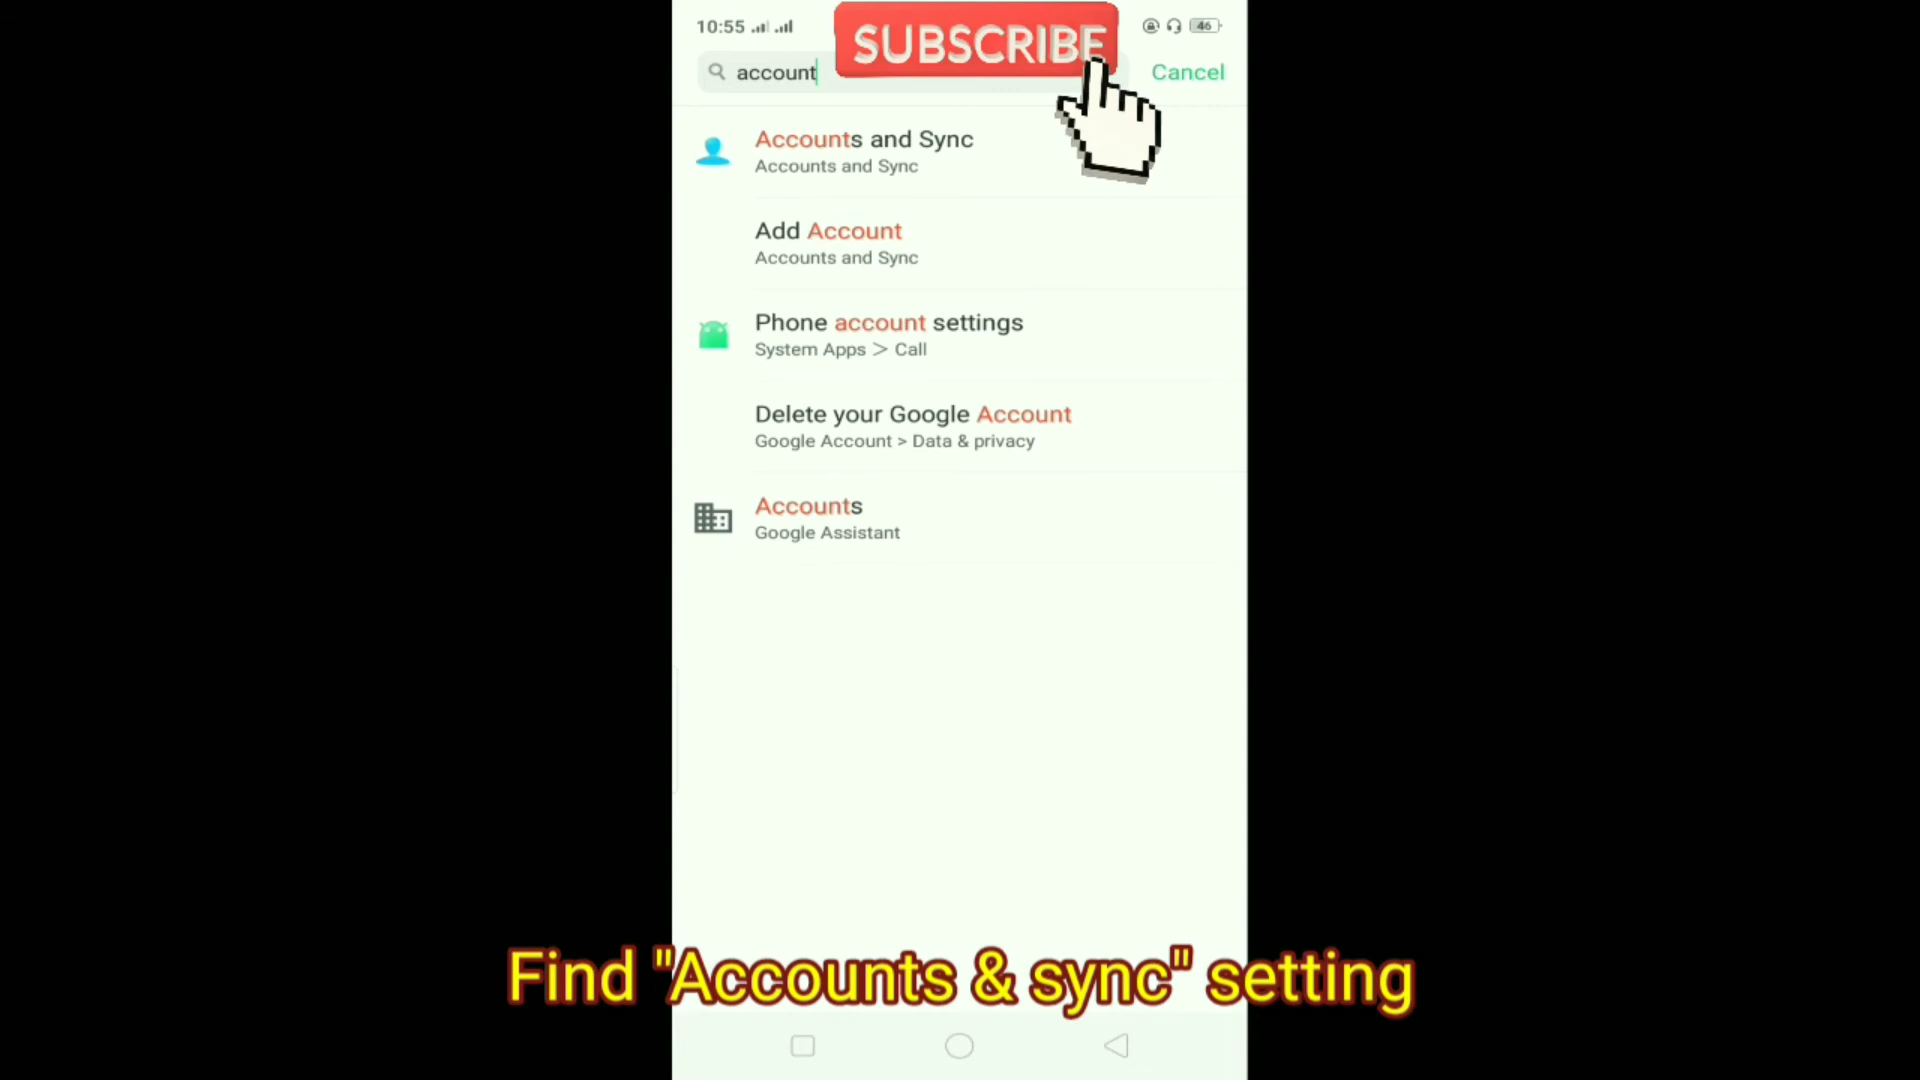 10:55
SUBSCRIBE
46
account
Cancel
Accounts and Sync
Accounts and Sync
Add Account
Accounts and Sync
Phone account settings
System Apps > Call
Delete your Google Account
Google Account > Data & privacy
Accounts
Google Assistant
Find "Accounts & sync" setting